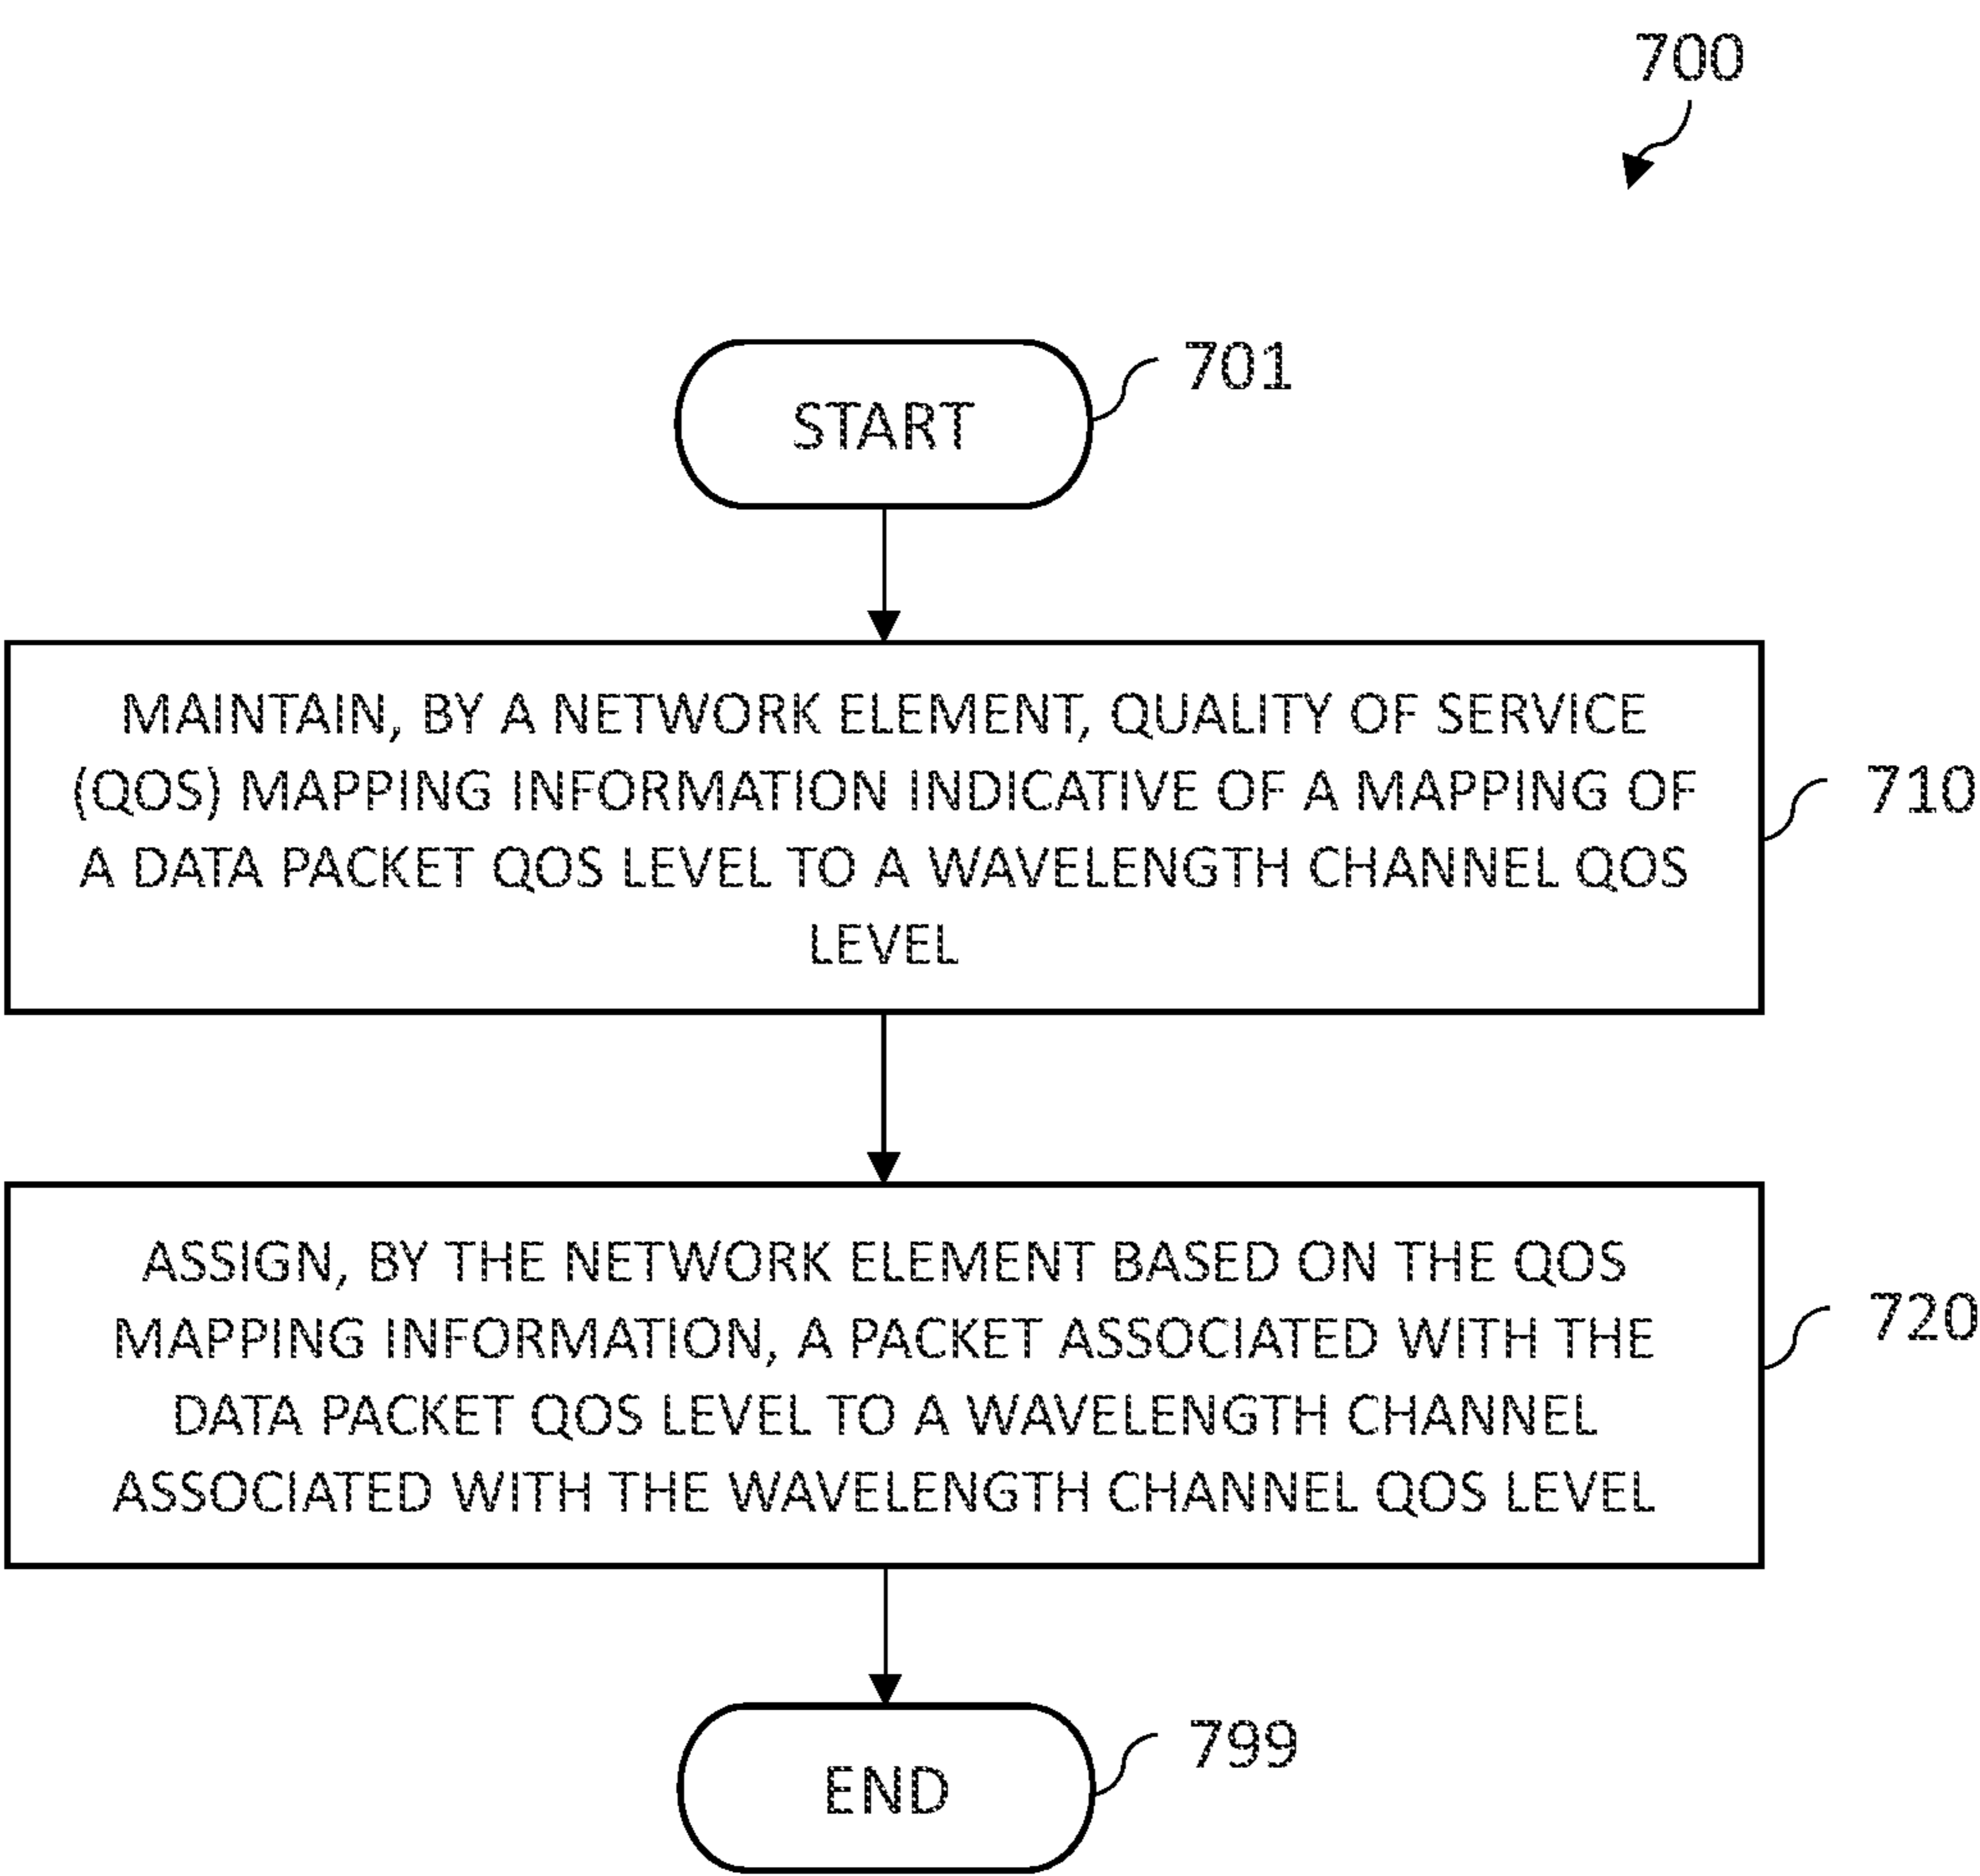 700
START
701
MAINTAIN, BY A NETWORK ELEMENT, QUALITY OF SERVICE
(QOS) MAPPING INFORMATION INDICATIVE OF A MAPPING OF
A DATA PACKET QOS LEVEL TO A WAVELENGTH CHANNEL QOS
LEVEL
710
ASSIGN, BY THE NETWORK ELEMENT BASED ON THE QOS
MAPPING INFORMATION, A PACKET ASSOCIATED WITH THE
DATA PACKET QOS LEVEL TO A WAVELENGTH CHANNEL
ASSOCIATED WITH THE WAVELENGTH CHANNEL QOS LEVEL
720
END
799